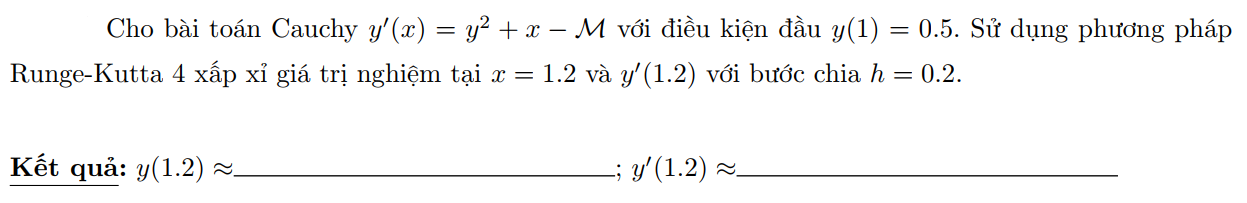 Cho bài toán Cauchy y′(x) = y² + x − ℳ với điều kiện đầu y(1) = 0.5. Sử dụng phương pháp
Runge-Kutta 4 xấp xỉ giá trị nghiệm tại x = 1.2 và y′(1.2) với bước chia h = 0.2.
Kết quả: y(1.2) ≈______________________; y′(1.2) ≈______________________